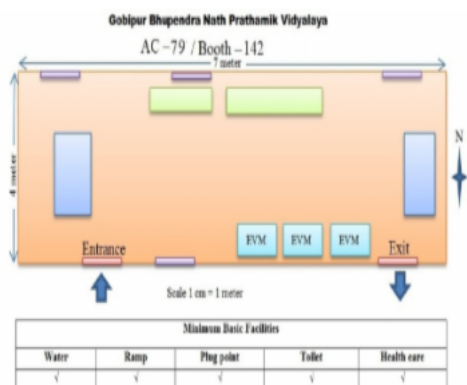 Gobipur Bhupendra Nath Prathamik Vidyalaya
AC -79 / Booth -142
7 meter
4 meter
N
EVM EVM EVM
Entrance
Exit
Scale 1 cm = 1 meter
Minimum Basic Facilities
Water Ramp Plug point Toilet Health care
√ √ √ √ √